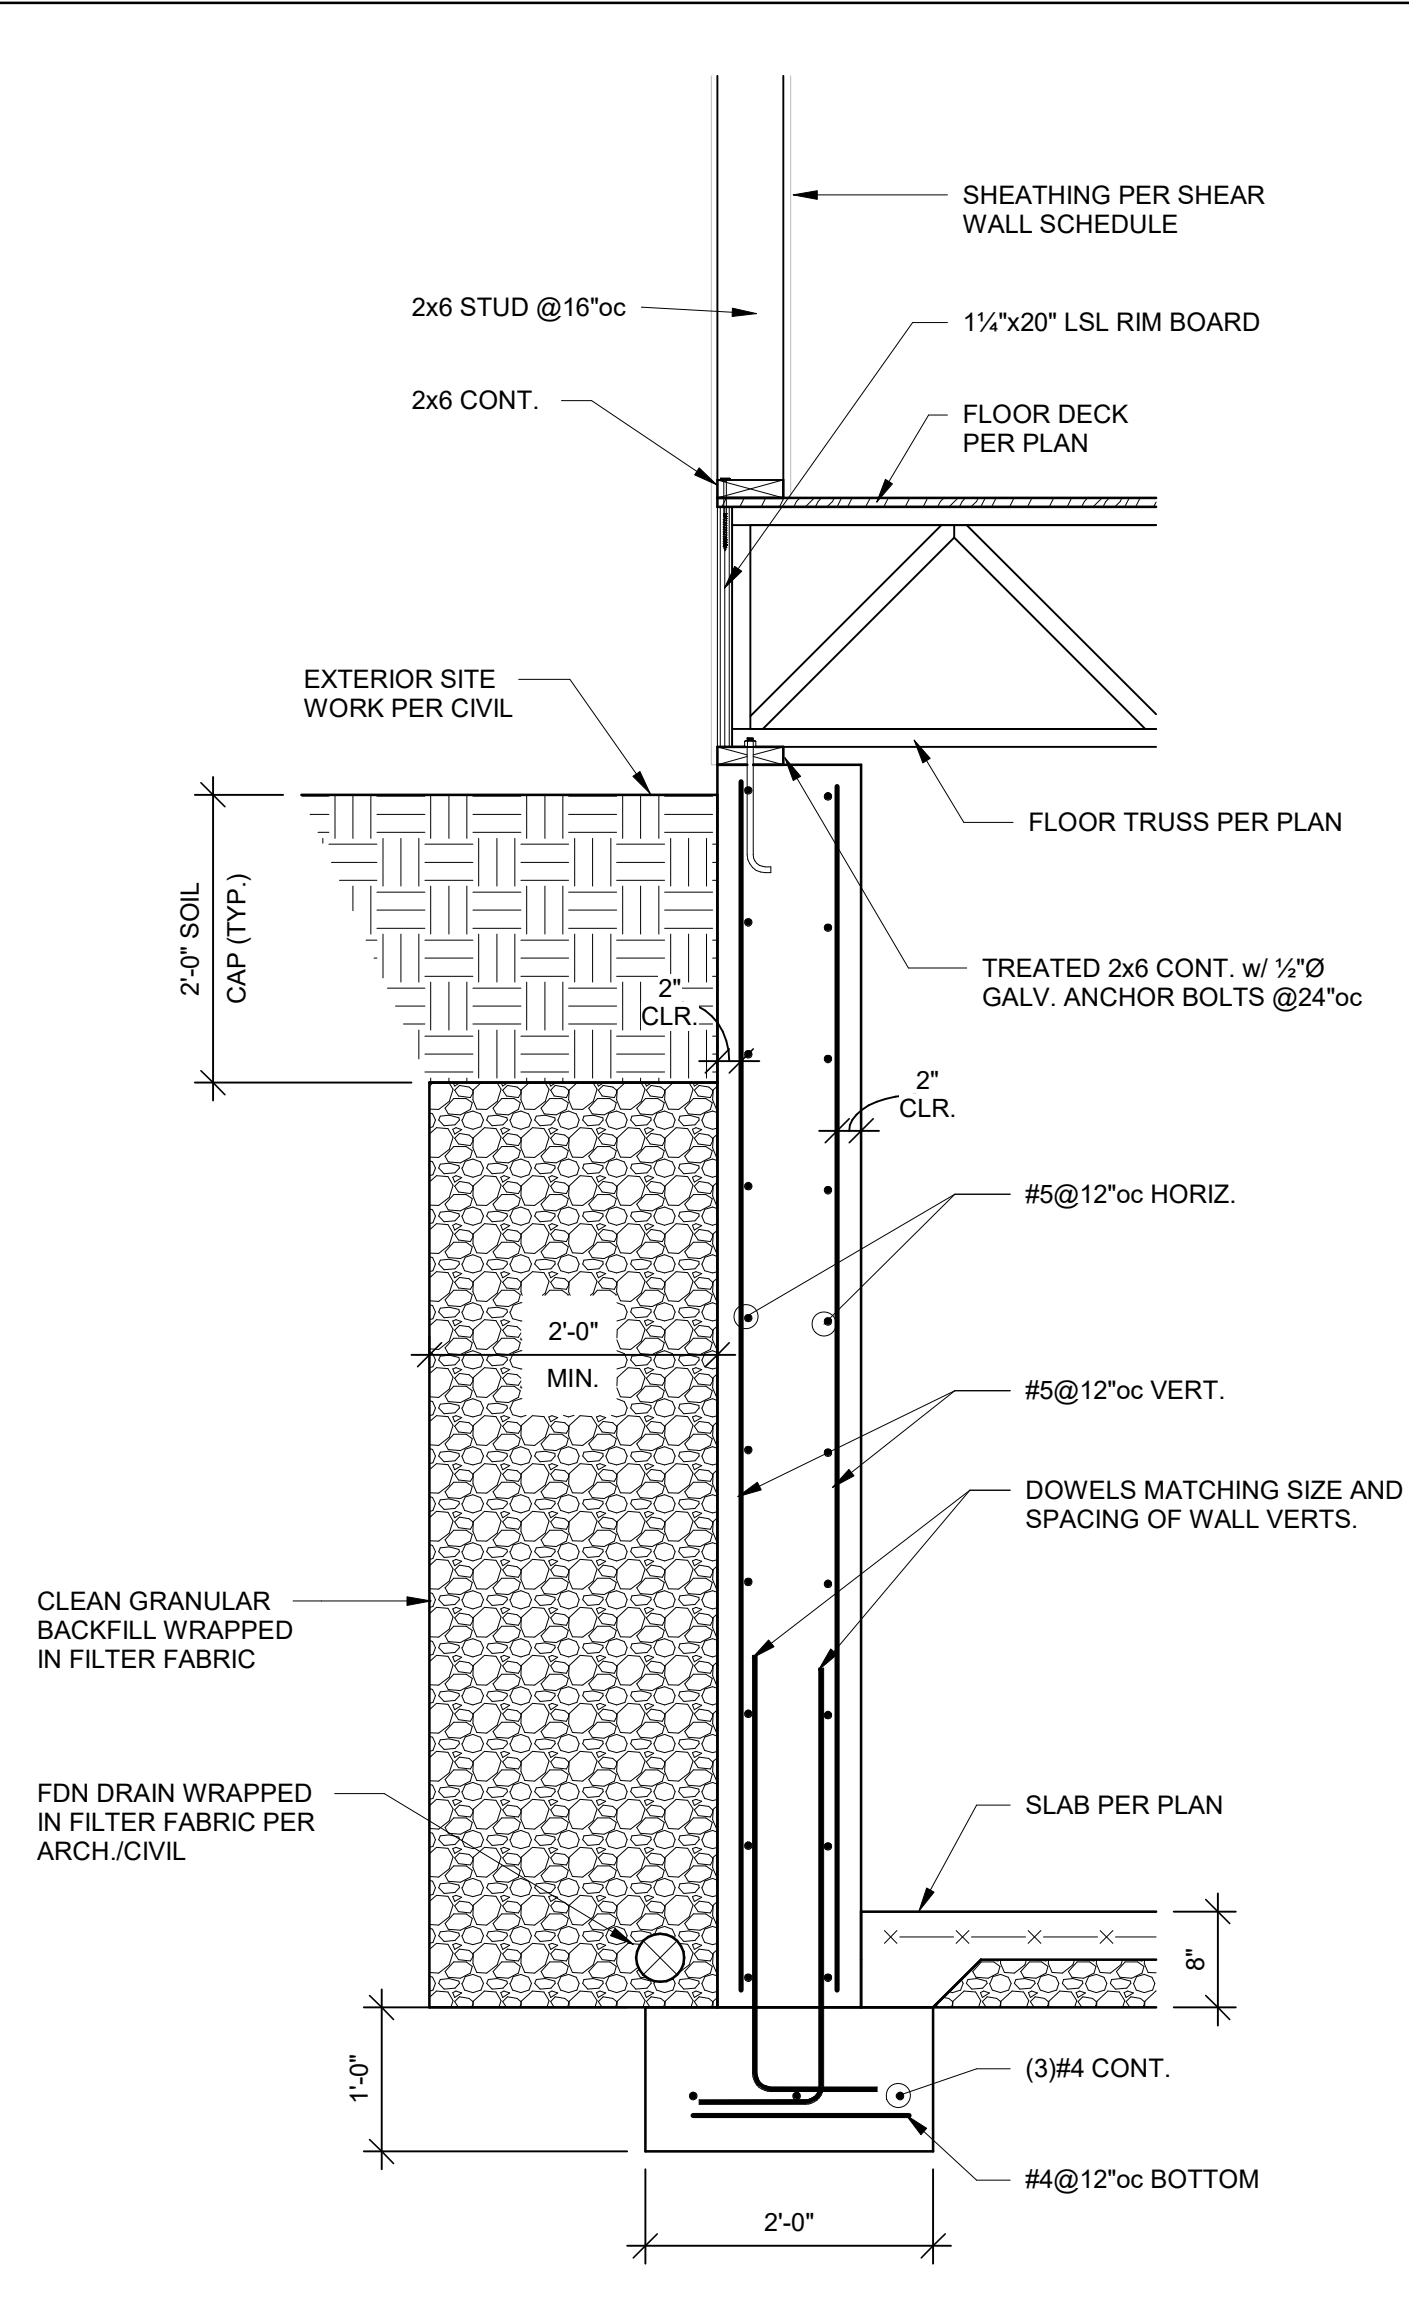 SHEATHING PER SHEAR
WALL SCHEDULE
2x6 STUD @16"oc
1¼"x20" LSL RIM BOARD
2x6 CONT.
FLOOR DECK
PER PLAN
EXTERIOR SITE
WORK PER CIVIL
FLOOR TRUSS PER PLAN
2'-0" SOIL
CAP (TYP.)
TREATED 2x6 CONT. w/ ½"Ø
GALV. ANCHOR BOLTS @24"oc
2"
CLR.
2"
CLR.
#5@12"oc HORIZ.
2'-0"
MIN.
#5@12"oc VERT.
DOWELS MATCHING SIZE AND
SPACING OF WALL VERTS.
CLEAN GRANULAR
BACKFILL WRAPPED
IN FILTER FABRIC
FDN DRAIN WRAPPED
IN FILTER FABRIC PER
ARCH./CIVIL
SLAB PER PLAN
8"
1'-0"
(3)#4 CONT.
#4@12"oc BOTTOM
2'-0"